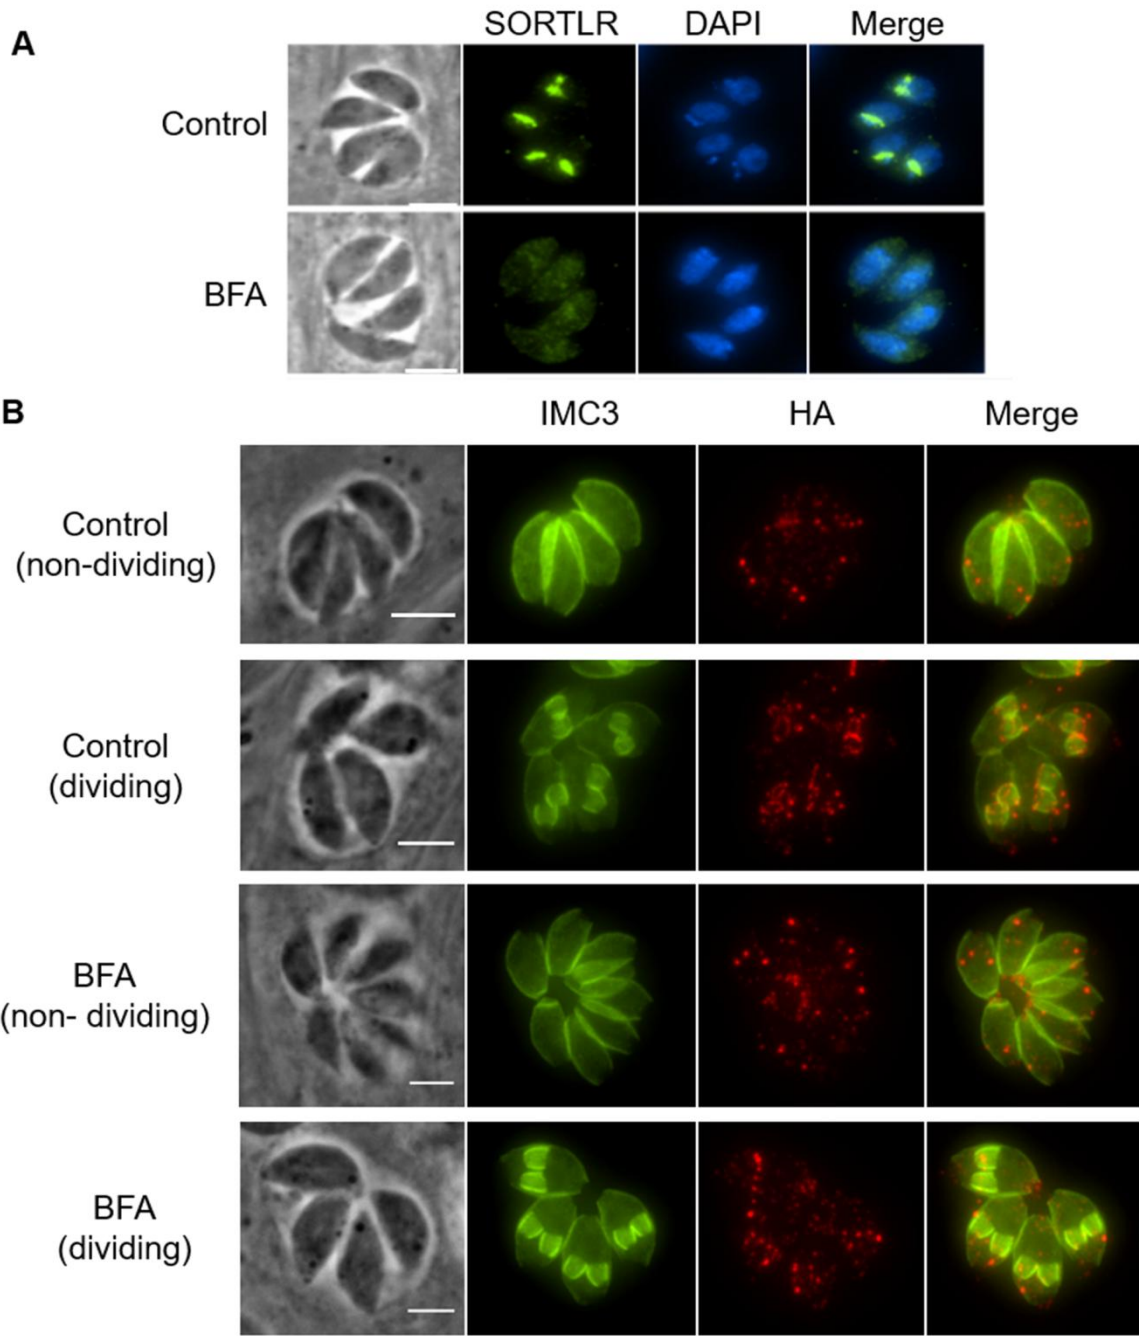 A
SORTLR DAPI Merge
Control
BFA
B
IMC3 HA Merge
Control
(non-dividing)
Control
(dividing)
BFA
(non- dividing)
BFA
(dividing)